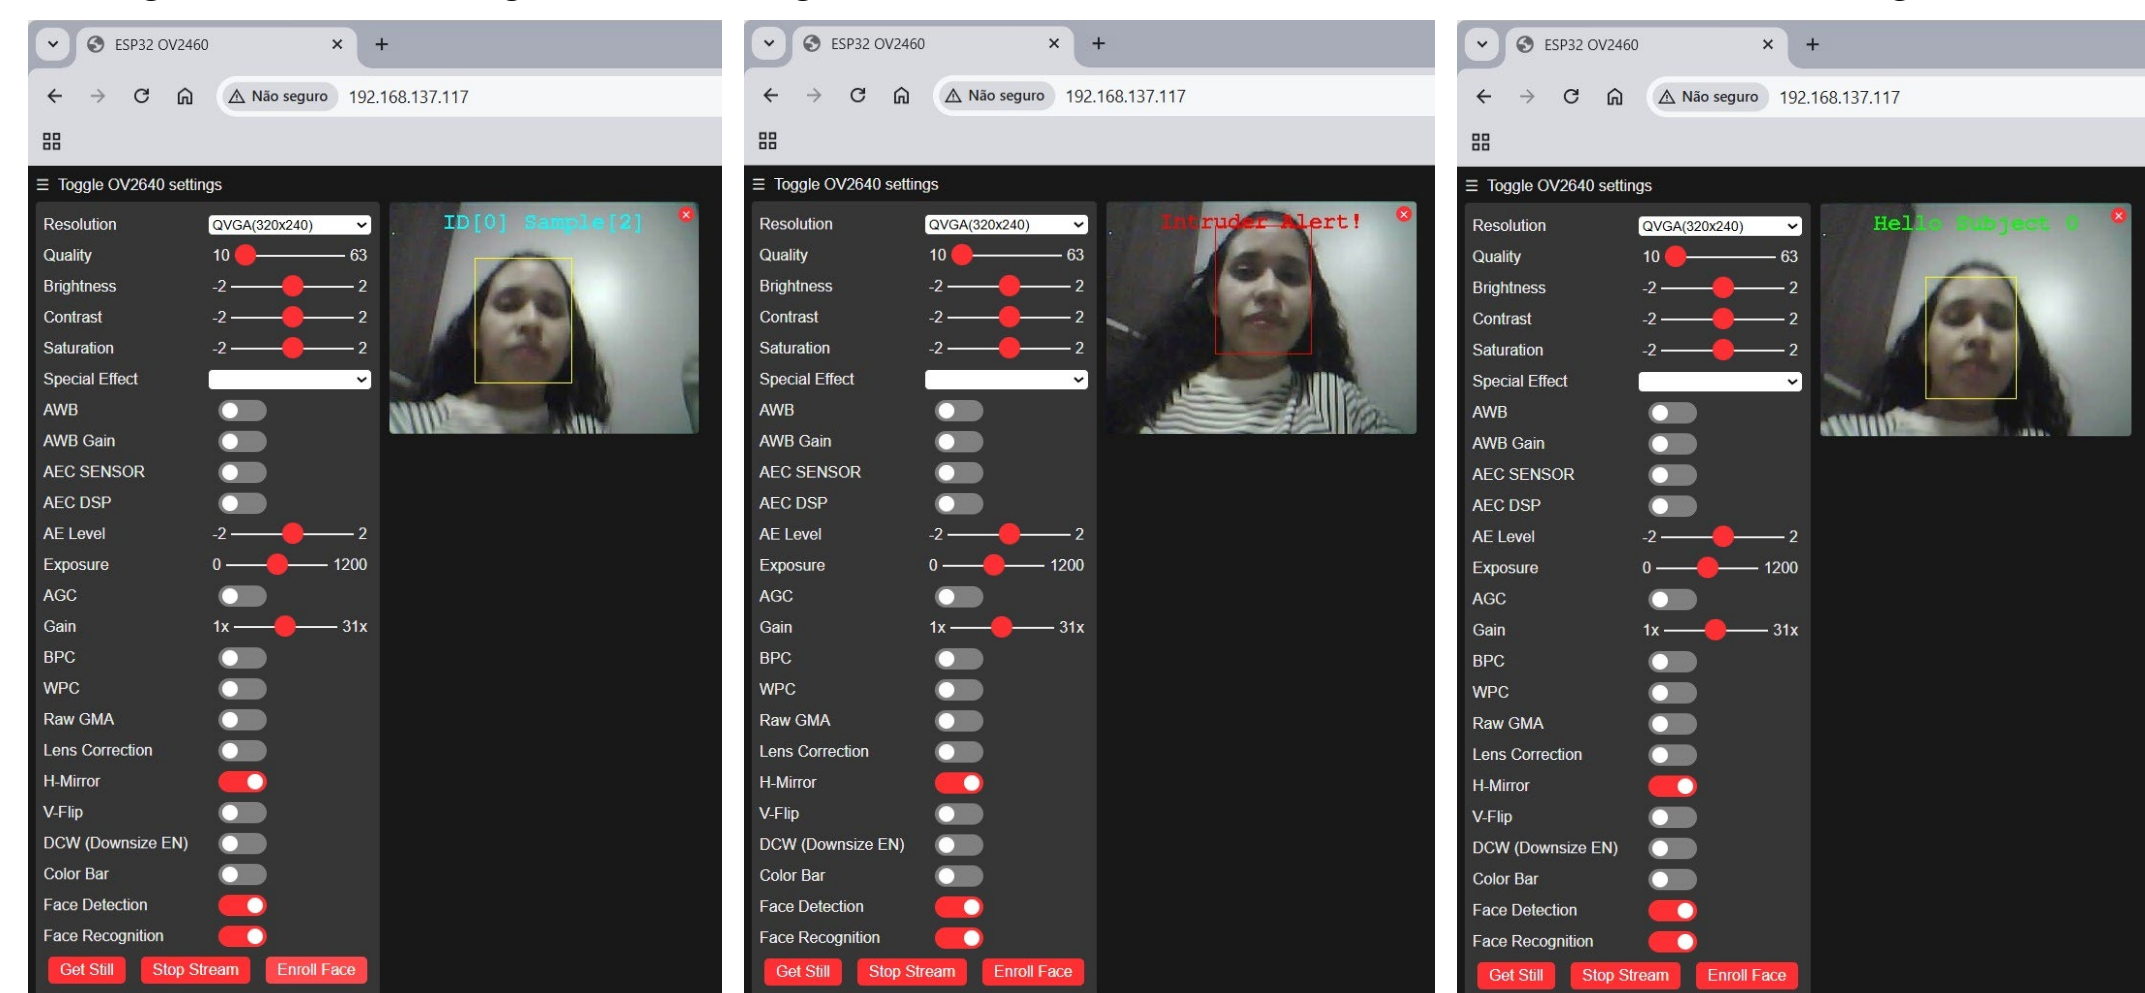 ESP32 OV2460
Não seguro 192.168.137.117
Toggle OV2640 settings
Resolution QVGA(320x240)
Quality 10 63
Brightness -2 2
Contrast -2 2
Saturation -2 2
Special Effect
AWB
AWB Gain
AEC SENSOR
AEC DSP
AE Level -2 2
Exposure 0 1200
AGC
Gain 1x 31x
BPC
WPC
Raw GMA
Lens Correction
H-Mirror
V-Flip
DCW (Downsize EN)
Color Bar
Face Detection
Face Recognition
Get Still Stop Stream Enroll Face
ID[0] Sample[2]
ESP32 OV2460
Não seguro 192.168.137.117
Toggle OV2640 settings
Resolution QVGA(320x240)
Quality 10 63
Brightness -2 2
Contrast -2 2
Saturation -2 2
Special Effect
AWB
AWB Gain
AEC SENSOR
AEC DSP
AE Level -2 2
Exposure 0 1200
AGC
Gain 1x 31x
BPC
WPC
Raw GMA
Lens Correction
H-Mirror
V-Flip
DCW (Downsize EN)
Color Bar
Face Detection
Face Recognition
Get Still Stop Stream Enroll Face
Intruder Alert!
ESP32 OV2460
Não seguro 192.168.137.117
Toggle OV2640 settings
Resolution QVGA(320x240)
Quality 10 63
Brightness -2 2
Contrast -2 2
Saturation -2 2
Special Effect
AWB
AWB Gain
AEC SENSOR
AEC DSP
AE Level -2 2
Exposure 0 1200
AGC
Gain 1x 31x
BPC
WPC
Raw GMA
Lens Correction
H-Mirror
V-Flip
DCW (Downsize EN)
Color Bar
Face Detection
Face Recognition
Get Still Stop Stream Enroll Face
Hello Subject 0